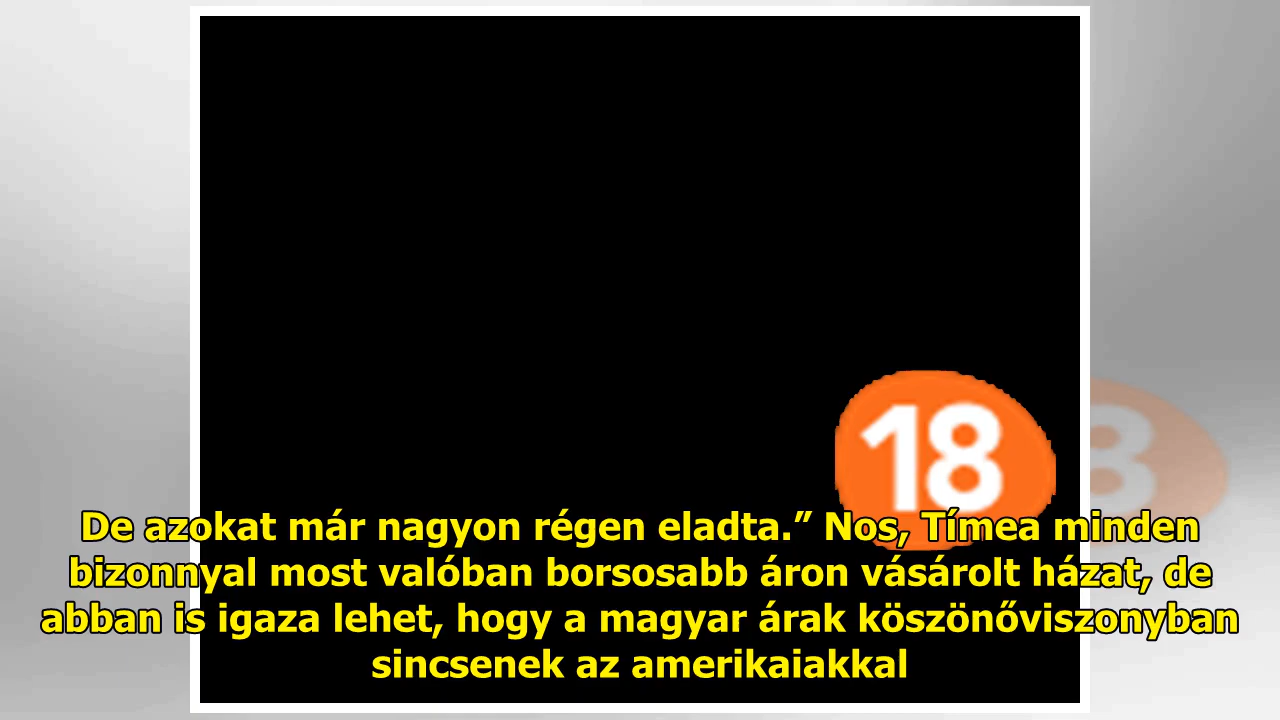 18
8
De azokat már nagyon régen eladta.” Nos, Tímea minden
bizonnyal most valóban borsosabb áron vásárolt házat, de
abban is igaza lehet, hogy a magyar árak köszönőviszonyban
sincsenek az amerikaiakkal